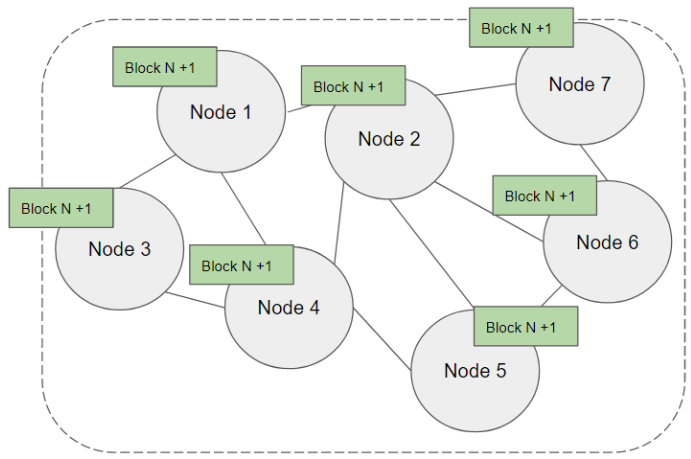 Block N +1
Node 7
Block N +1
Node 1
Block N +1
Node 2
Block N +1
Node 3
Block N +1
Node 6
Block N +1
Node 4
Block N +1
Node 5